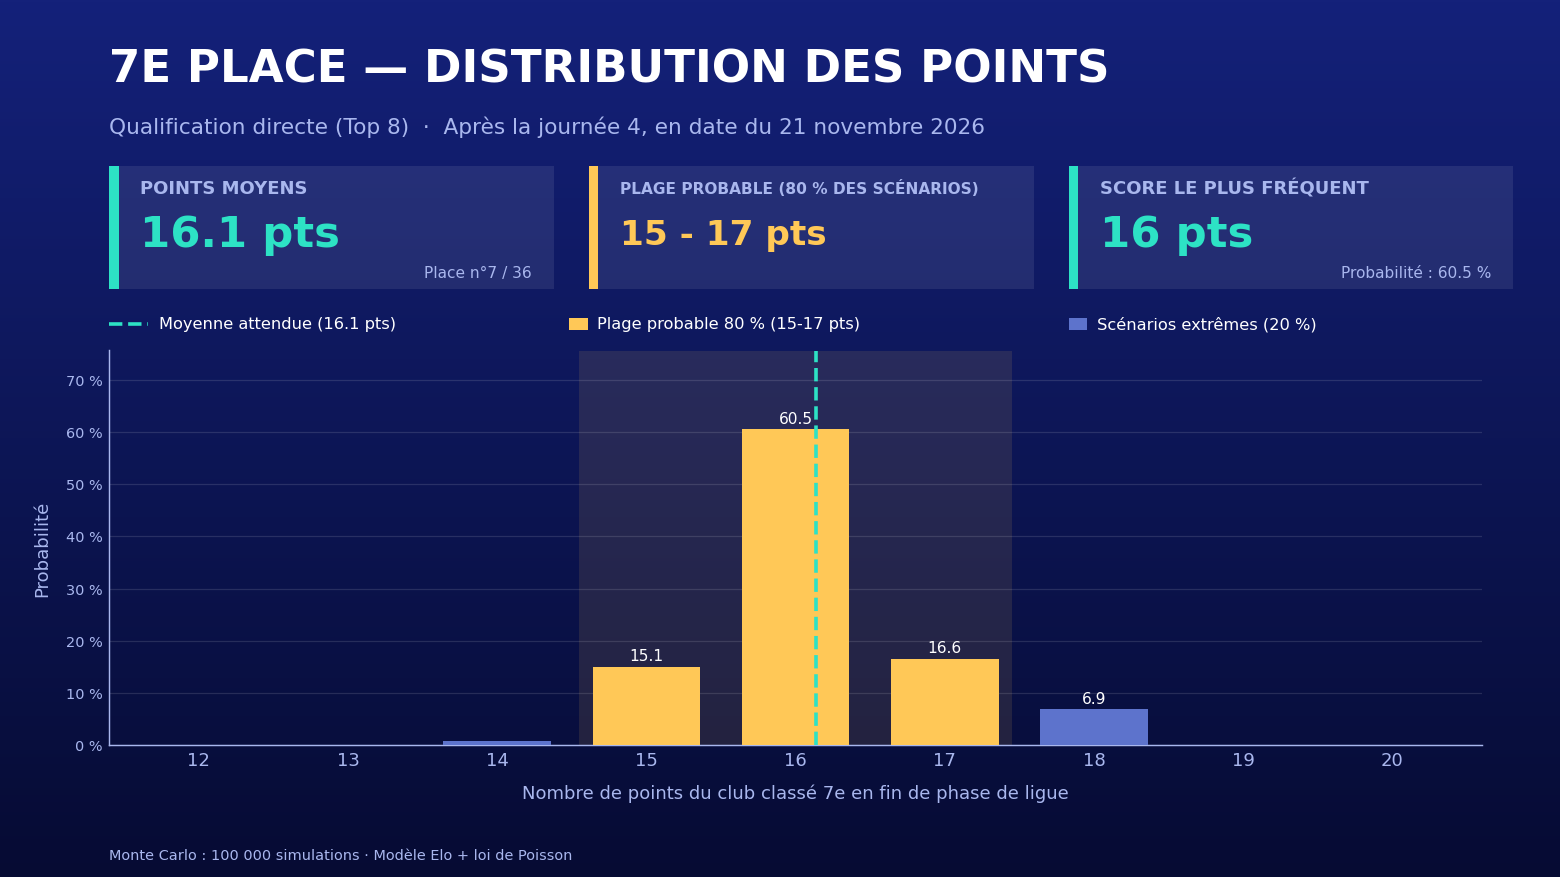 7E PLACE — DISTRIBUTION DES POINTS
Qualification directe (Top 8)  ·  Après la journée 4, en date du 21 novembre 2026
POINTS MOYENS
16.1 pts
Place n°7 / 36
PLAGE PROBABLE (80 % DES SCÉNARIOS)
15 - 17 pts
SCORE LE PLUS FRÉQUENT
16 pts
Probabilité : 60.5 %
Moyenne attendue (16.1 pts)
Plage probable 80 % (15-17 pts)
Scénarios extrêmes (20 %)
Probabilité
70 %
60 %
50 %
40 %
30 %
20 %
10 %
0 %
15.1
60.5
16.6
6.9
12 13 14 15 16 17 18 19 20
Nombre de points du club classé 7e en fin de phase de ligue
Monte Carlo : 100 000 simulations · Modèle Elo + loi de Poisson